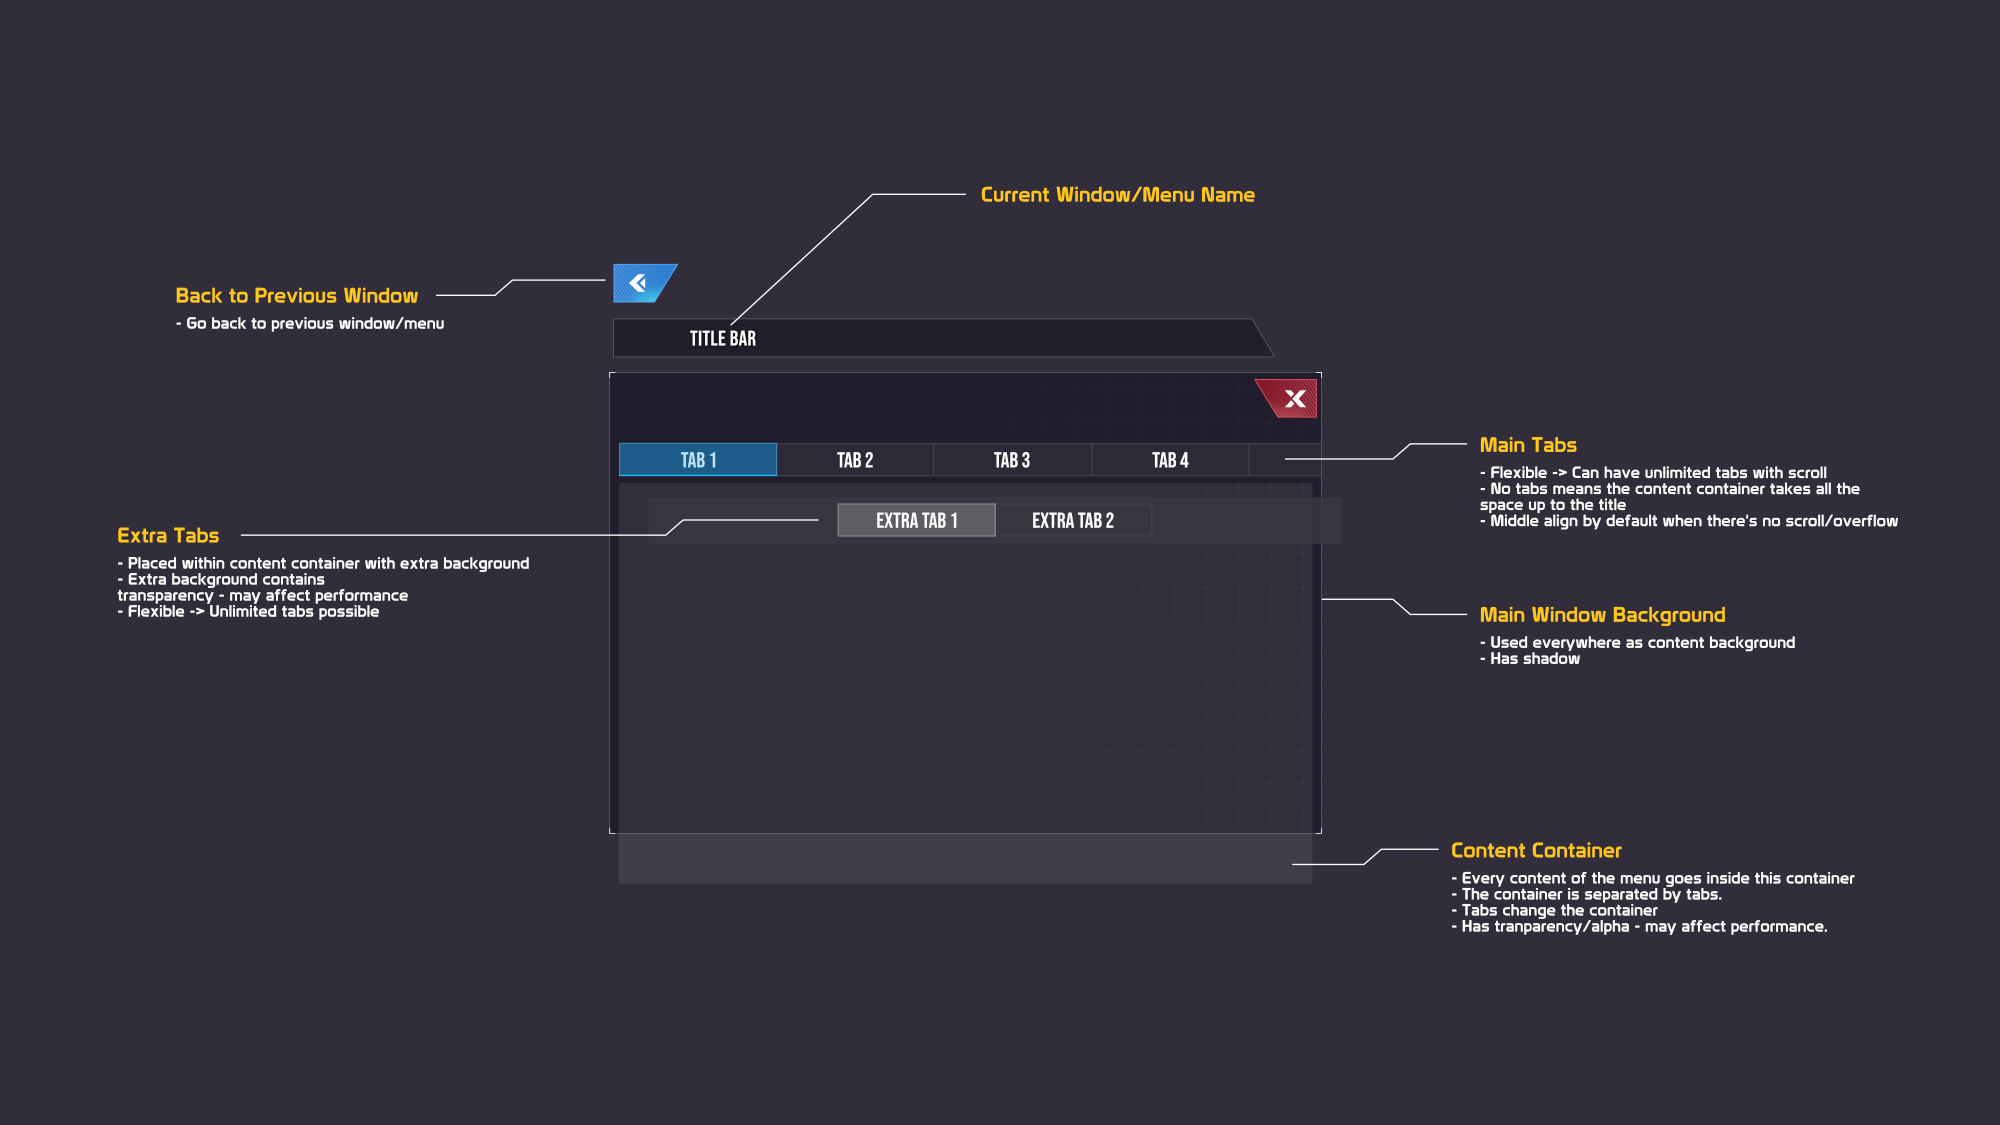 Current Window/Menu Name
Back to Previous Window
- Go back to previous window/menu
TITLE BAR
TAB 1
TAB 2
TAB 3
TAB 4
Main Tabs
- Flexible -> Can have unlimited tabs with scroll
- No tabs means the content container takes all the
space up to the title
- Middle align by default when there's no scroll/overflow
EXTRA TAB 1
EXTRA TAB 2
Extra Tabs
- Placed within content container with extra background
- Extra background contains
transparency - may affect performance
- Flexible -> Unlimited tabs possible
Main Window Background
- Used everywhere as content background
- Has shadow
Content Container
- Every content of the menu goes inside this container
- The container is separated by tabs.
- Tabs change the container
- Has tranparency/alpha - may affect performance.